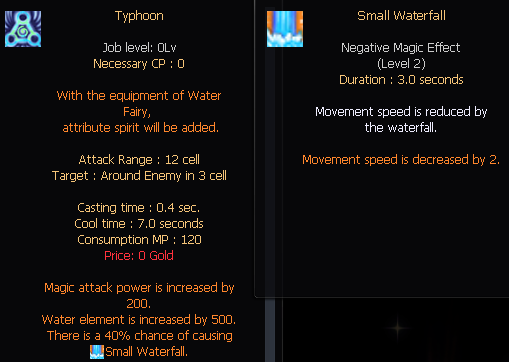 Typhoon
Job level: 0Lv
Necessary CP : 0
With the equipment of Water
Fairy,
attribute spirit will be added.
Attack Range : 12 cell
Target : Around Enemy in 3 cell
Casting time : 0.4 sec.
Cool time : 7.0 seconds
Consumption MP : 120
Price: 0 Gold
Magic attack power is increased by
200.
Water element is increased by 500.
There is a 40% chance of causing
Small Waterfall.
Small Waterfall
Negative Magic Effect
(Level 2)
Duration : 3.0 seconds
Movement speed is reduced by
the waterfall.
Movement speed is decreased by 2.